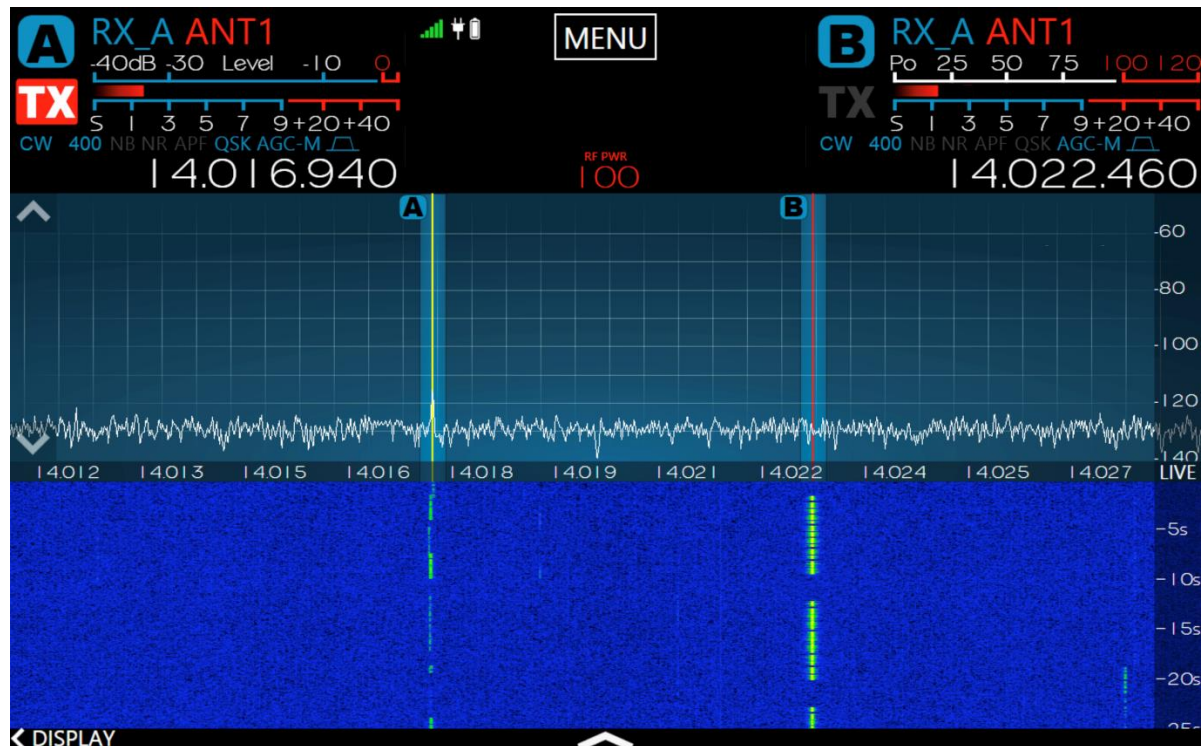 A RX_A ANT1
-40dB -30 Level -10 0
TX
S 1 3 5 7 9+20+40
CW 400 NB NR APF QSK AGC-M
14.016.940
MENU
RF PWR
100
B RX_A ANT1
Po 25 50 75 100 120
TX
S 1 3 5 7 9+20+40
CW 400 NB NR APF QSK AGC-M
14.022.460
A B
-60
-80
-100
-120
-140
14.012 14.013 14.015 14.016 14.018 14.019 14.021 14.022 14.024 14.025 14.027 LIVE
-5s
-10s
-15s
-20s
-25s
DISPLAY